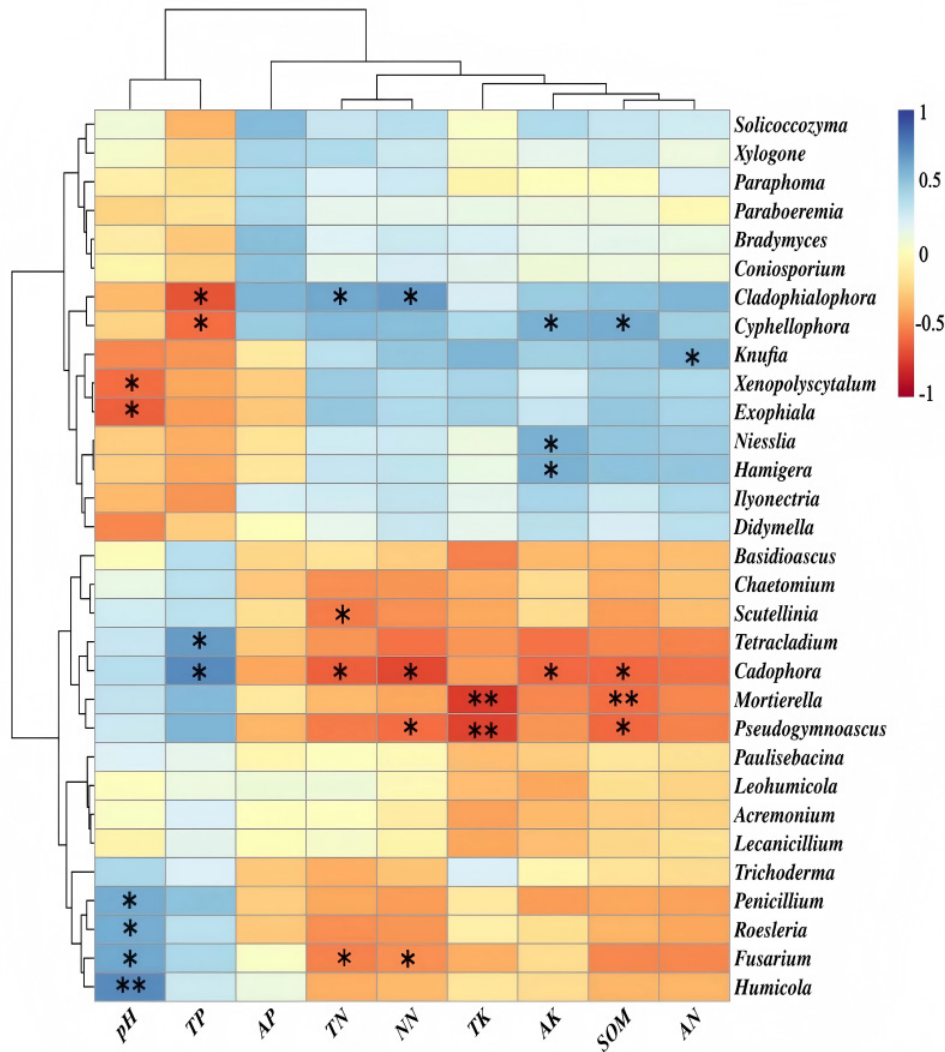 1
0.5
0
-0.5
-1
Solicoccozyma
Xylogone
Paraphoma
Paraboeremia
Bradymyces
Coniosporium
Cladophialophora
Cyphellophora
Knufia
Xenopolyscytalum
Exophiala
Niesslia
Hamigera
Ilyonectria
Didymella
Basidioascus
Chaetomium
Scutellinia
Tetracladium
Cadophora
Mortierella
Pseudogymnoascus
Paulisebacina
Leohumicola
Acremonium
Lecanicillium
Trichoderma
Penicillium
Roesleria
Fusarium
Humicola
pH TP AP TN NN TK AK SOM AN